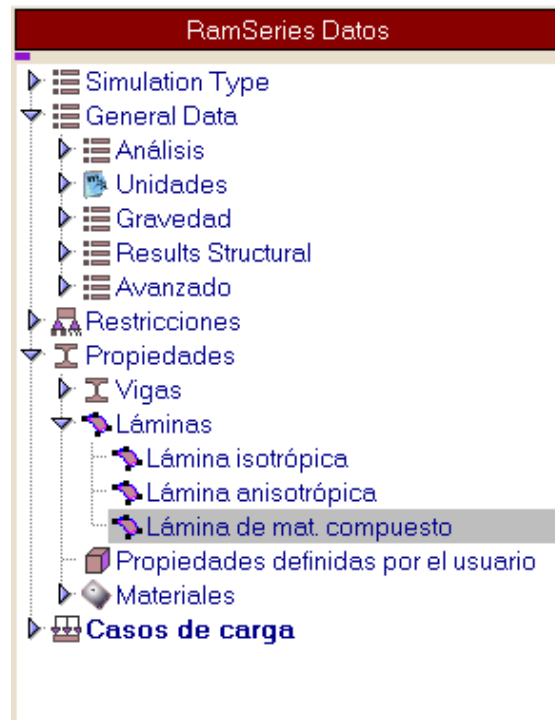 RamSeries Datos
Simulation Type
General Data
Análisis
Unidades
Gravedad
Results Structural
Avanzado
Restricciones
Propiedades
Vigas
Láminas
Lámina isotrópica
Lámina anisotrópica
Lámina de mat. compuesto
Propiedades definidas por el usuario
Materiales
Casos de carga